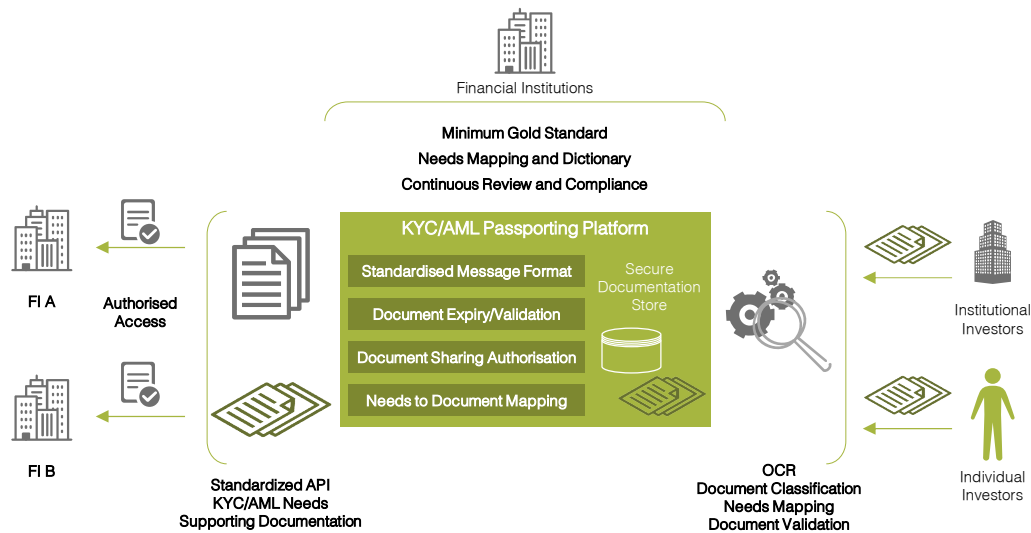 Financial Institutions
Minimum Gold Standard
Needs Mapping and Dictionary
Continuous Review and Compliance
KYC/AML Passporting Platform
Standardised Message Format
Document Expiry/Validation
Document Sharing Authorisation
Needs to Document Mapping
Secure
Documentation
Store
FI A
Authorised
Access
FI B
Standardized API
KYC/AML Needs
Supporting Documentation
OCR
Document Classification
Needs Mapping
Document Validation
Institutional
Investors
Individual
Investors